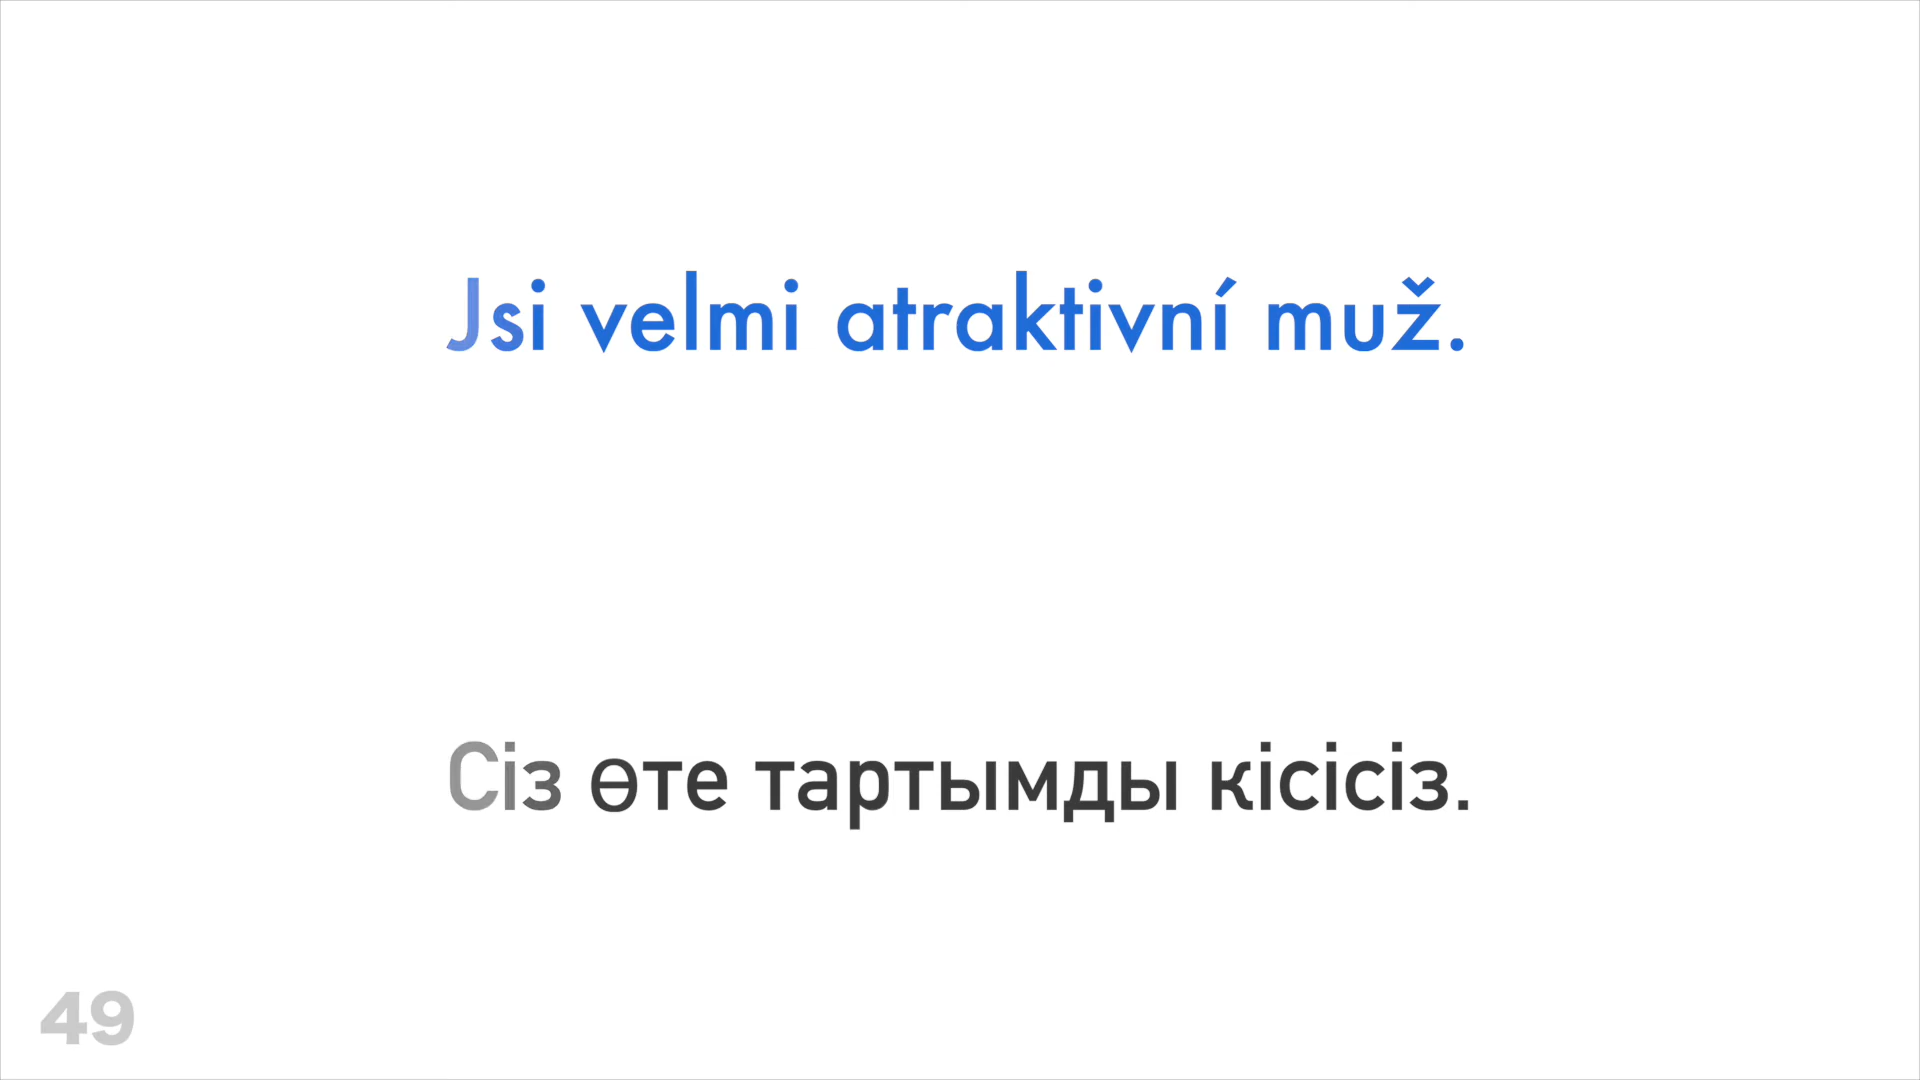 Jsi velmi atraktivní muž.
Сіз өте тартымды кісісіз.
49